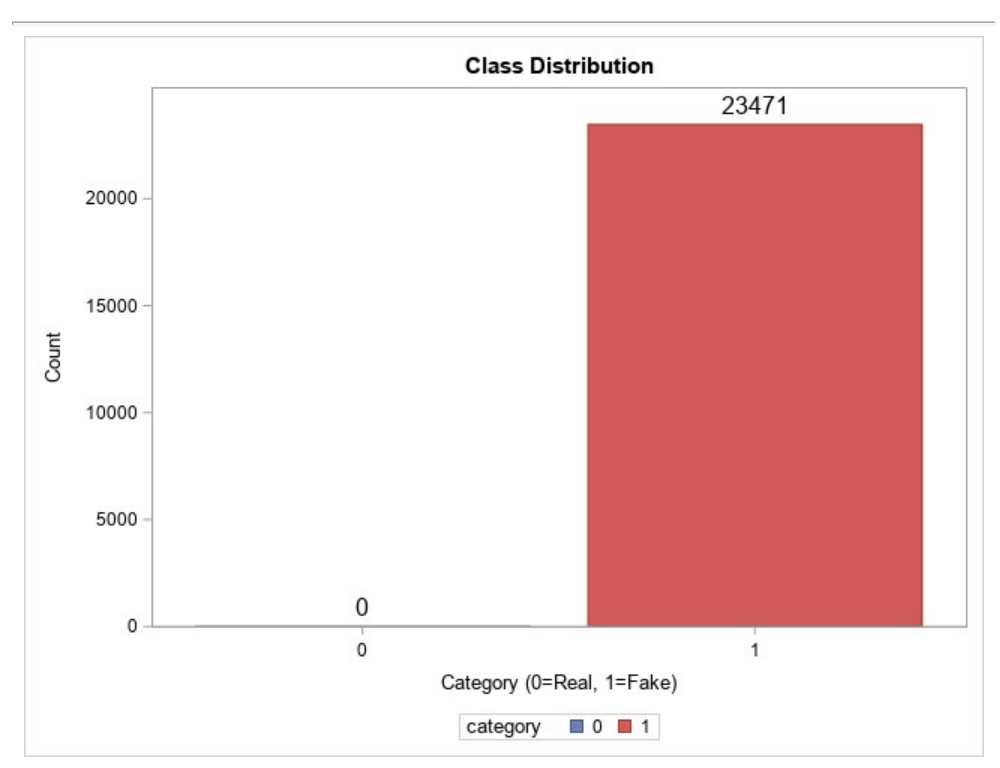 Class Distribution
23471
20000
15000
10000
5000
0
Count
0
0
1
Category (0=Real, 1=Fake)
category 0 1